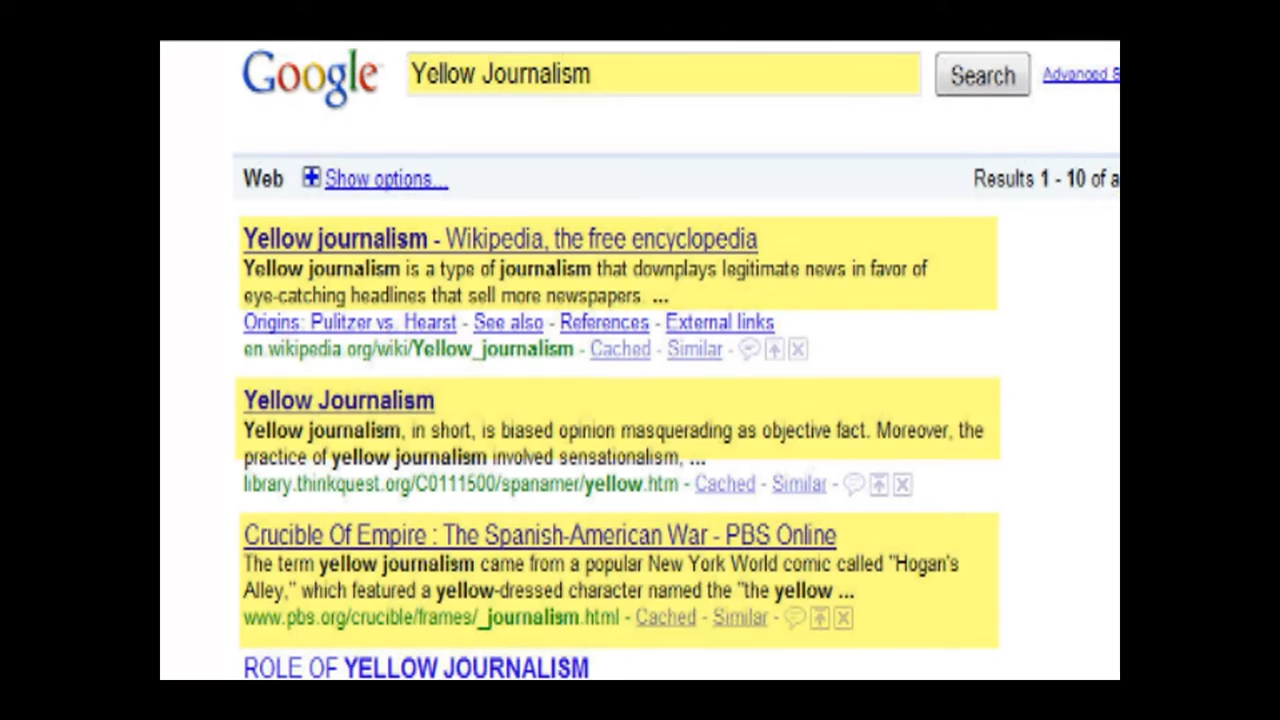 Google Yellow Journalism Search Advanced
Web Show options... Results 1 - 10 of a
Yellow journalism - Wikipedia, the free encyclopedia
Yellow journalism is a type of journalism that downplays legitimate news in favor of
eye-catching headlines that sell more newspapers. ...
Origins: Pulitzer vs. Hearst - See also - References - External links
en.wikipedia.org/wiki/Yellow_journalism - Cached - Similar -
Yellow Journalism
Yellow journalism, in short, is biased opinion masquerading as objective fact. Moreover, the
practice of yellow journalism involved sensationalism, ...
library.thinkquest.org/C0111500/spanamer/yellow.htm - Cached - Similar -
Crucible Of Empire : The Spanish-American War - PBS Online
The term yellow journalism came from a popular New York World comic called "Hogan's
Alley," which featured a yellow-dressed character named the "the yellow ...
www.pbs.org/crucible/frames/_journalism.html - Cached - Similar -
ROLE OF YELLOW JOURNALISM